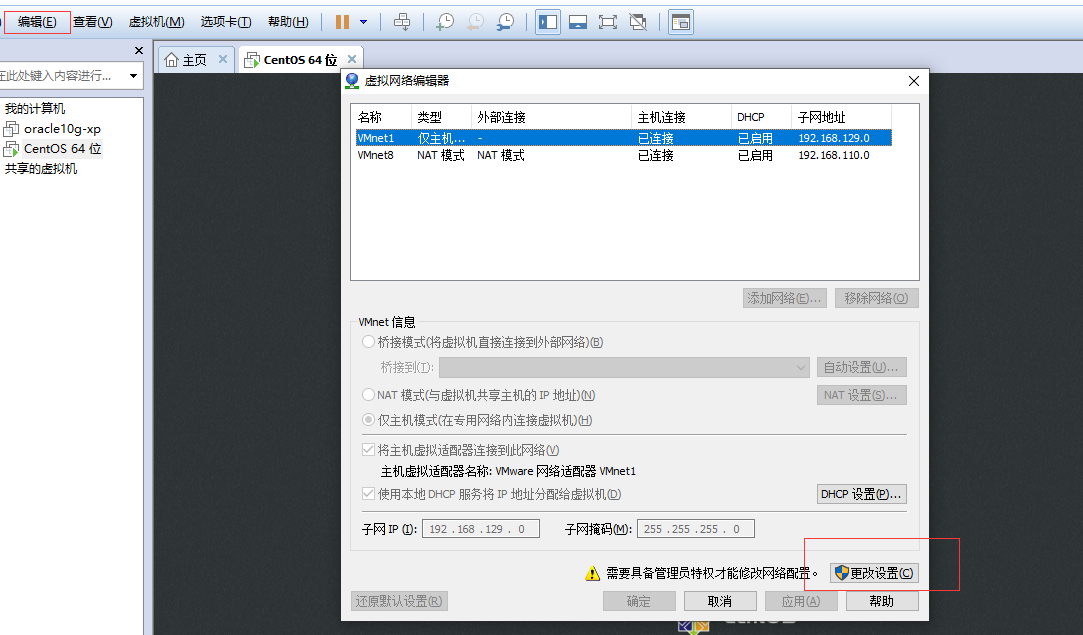 编辑(E) 查看(V) 虚拟机(M) 选项卡(T) 帮助(H)
在此处键入内容进行...
我的计算机
oracle10g-xp
CentOS 64 位
共享的虚拟机
主页 CentOS 64 位
虚拟网络编辑器
名称 类型 外部连接 主机连接 DHCP 子网地址
VMnet1 仅主机... - 已连接 已启用 192.168.129.0
VMnet8 NAT 模式 NAT 模式 已连接 已启用 192.168.110.0
添加网络(E)... 移除网络(O)
VMnet 信息
桥接模式(将虚拟机直接连接到外部网络)(B)
桥接到(I): 自动设置(U)...
NAT 模式(与虚拟机共享主机的 IP 地址)(N) NAT 设置(S)...
仅主机模式(在专用网络内连接虚拟机)(H)
将主机虚拟适配器连接到此网络(V)
主机虚拟适配器名称: VMware 网络适配器 VMnet1
使用本地 DHCP 服务将 IP 地址分配给虚拟机(D) DHCP 设置(P)...
子网 IP (I): 192 . 168 . 129 . 0 子网掩码(M): 255 . 255 . 255 . 0
需要具备管理员特权才能修改网络配置。 更改设置(C)
还原默认设置(R) 确定 取消 应用(A) 帮助